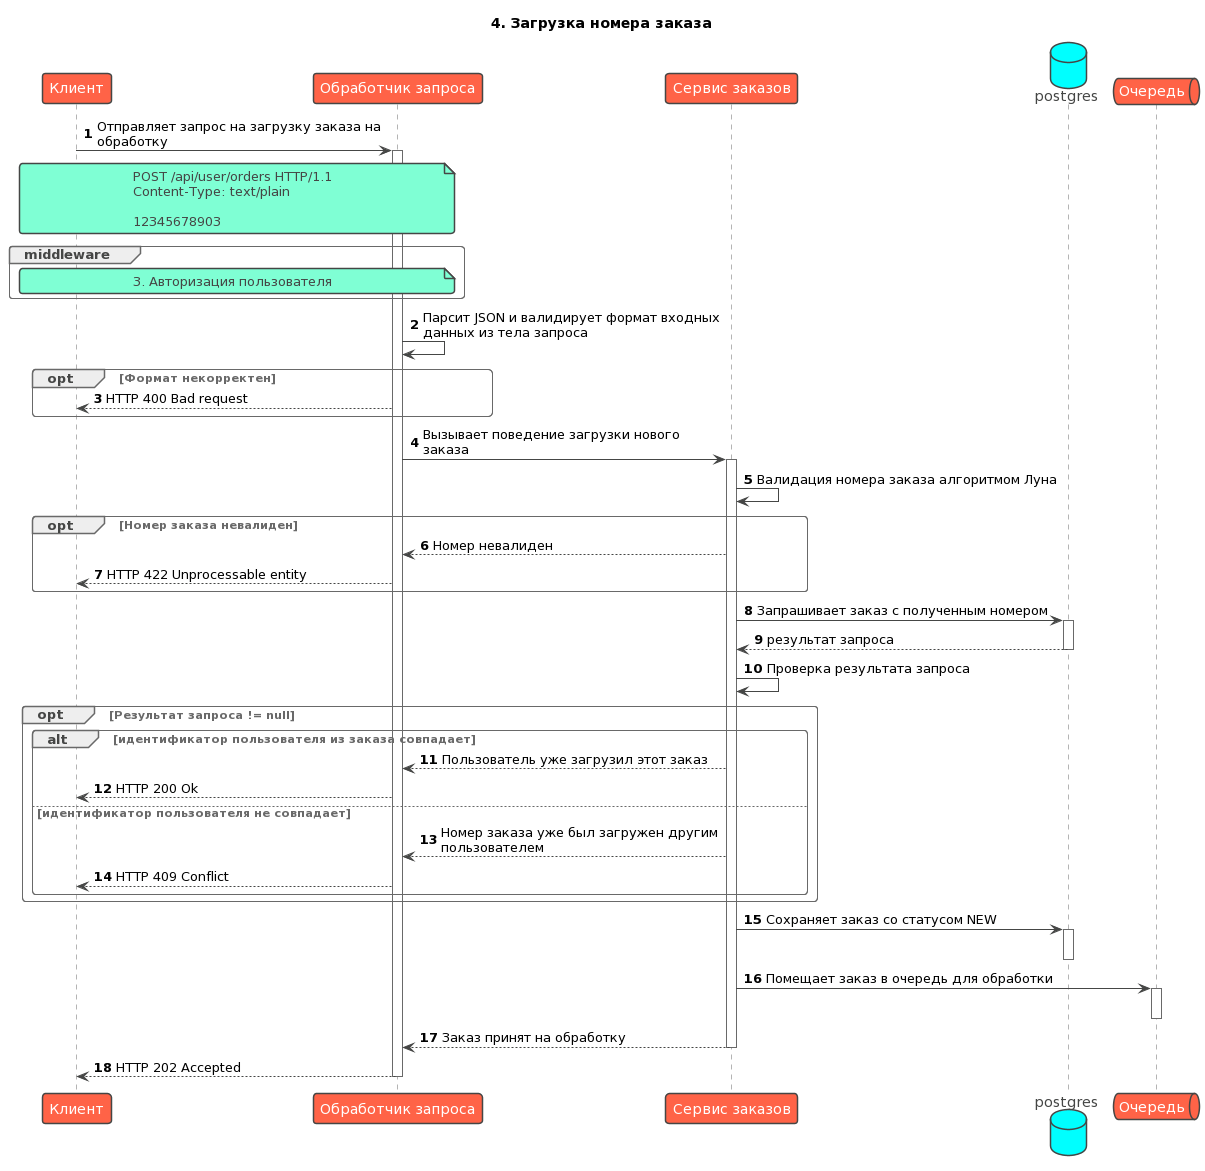 4. Загрузка номера заказа
Клиент
Обработчик запроса
Сервис заказов
postgres
Очередь
1 Отправляет запрос на загрузку заказа на
обработку
POST /api/user/orders HTTP/1.1
Content-Type: text/plain
12345678903
middleware
3. Авторизация пользователя
2 Парсит JSON и валидирует формат входных
данных из тела запроса
opt [Формат некорректен]
3 HTTP 400 Bad request
4 Вызывает поведение загрузки нового
заказа
5 Валидация номера заказа алгоритмом Луна
opt [Номер заказа невалиден]
6 Номер невалиден
7 HTTP 422 Unprocessable entity
8 Запрашивает заказ с полученным номером
9 результат запроса
10 Проверка результата запроса
opt [Результат запроса != null]
alt [идентификатор пользователя из заказа совпадает]
11 Пользователь уже загрузил этот заказ
12 HTTP 200 Ok
[идентификатор пользователя не совпадает]
13 Номер заказа уже был загружен другим
пользователем
14 HTTP 409 Conflict
15 Сохраняет заказ со статусом NEW
16 Помещает заказ в очередь для обработки
17 Заказ принят на обработку
18 HTTP 202 Accepted
Клиент
Обработчик запроса
Сервис заказов
postgres
Очередь